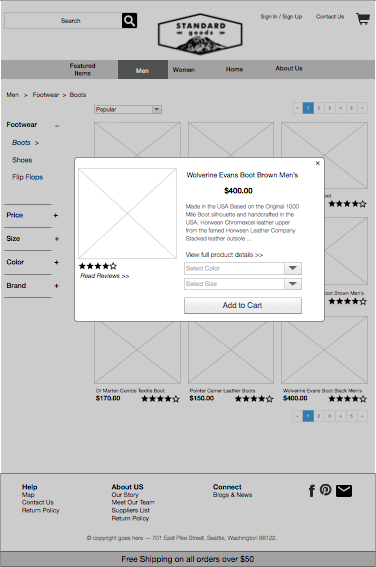 Search
STANDARD
goods
Sign In / Sign Up
Contact Us
Featured Items
Men
Women
Home
About Us
Men > Footwear > Boots
Popular
« 1 2 3 4 5 »
Footwear –
Boots >
Shoes
Flip Flops
Price +
Size +
Color +
Brand +
×
Wolverine Evans Boot Brown Men's
$400.00
Made in the USA Based on the Original 1000
Mile Boot silhouette and handcrafted in the
USA, Horween Chromexcel leather upper
from the famed Horween Leather Company
Stacked leather outsole ...
View full product details >>
Select Color
Select Size
Add to Cart
Read Reviews >>
oot
oot Brown Men's
Dr Marten Combs Textile Boot
$170.00
Pointer Cainer Leather Boots
$150.00
Wolverine Evans Boot Black Men's
$400.00
« 1 2 3 4 5 »
Help
Map
Contact Us
Return Policy
About US
Our Story
Meet Our Team
Suppliers List
Return Policy
Connect
Blogs & News
© copyright goes here — 701 East Pike Street, Seattle, Washington 98122.
Free Shipping on all orders over $50